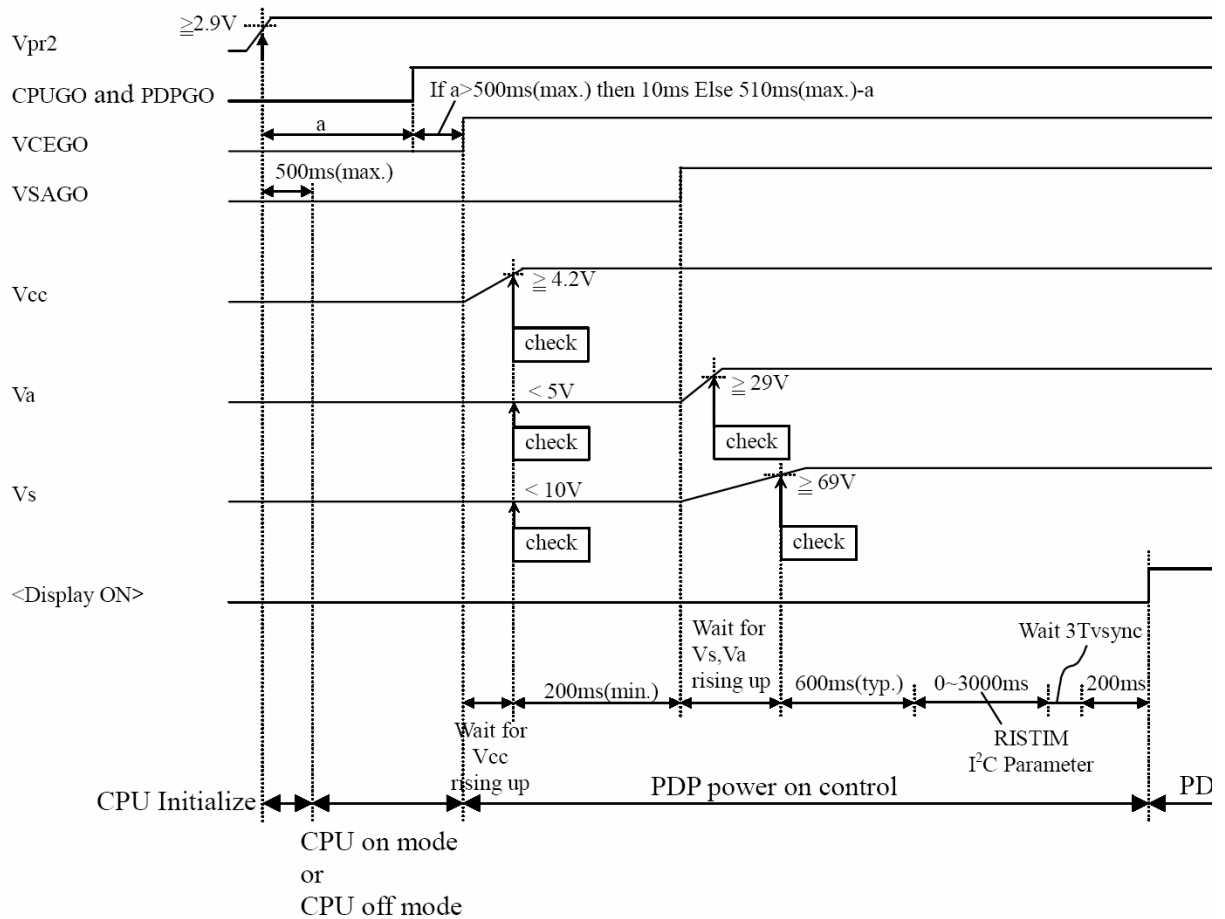 ≧2.9V
Vpr2
CPUGO and PDPGO
If a>500ms(max.) then 10ms Else 510ms(max.)-a
a
VCEGO
500ms(max.)
VSAGO
≧ 4.2V
Vcc
check
< 5V
≧ 29V
Va
check
check
< 10V
≧ 69V
Vs
check
check
<Display ON>
Wait for
Vs,Va
rising up
Wait 3Tvsync
200ms(min.)
600ms(typ.)
0~3000ms
200ms
Wait for
Vcc
rising up
RISTIM
I²C Parameter
CPU Initialize
PDP power on control
PD
CPU on mode
or
CPU off mode